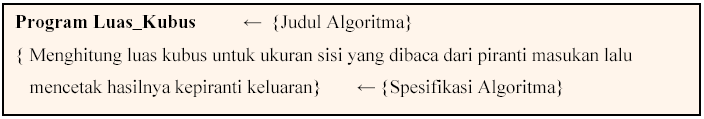 Program Luas_Kubus ← {Judul Algoritma}
{ Menghitung luas kubus untuk ukuran sisi yang dibaca dari piranti masukan lalu
mencetak hasilnya kepiranti keluaran} ← {Spesifikasi Algoritma}